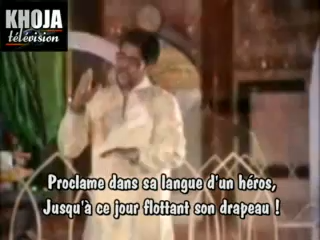 KHOJA
télévision
Proclame dans sa langue d'un héros,
Jusqu'à ce jour flottant son drapeau !